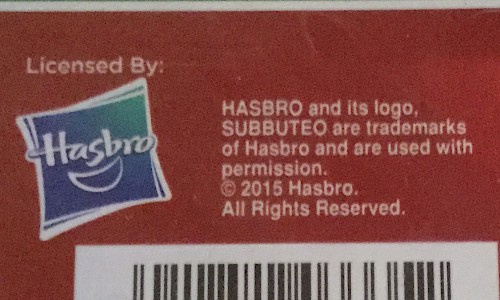 Licensed By:
Hasbro
HASBRO and its logo,
SUBBUTEO are trademarks
of Hasbro and are used with
permission.
© 2015 Hasbro.
All Rights Reserved.